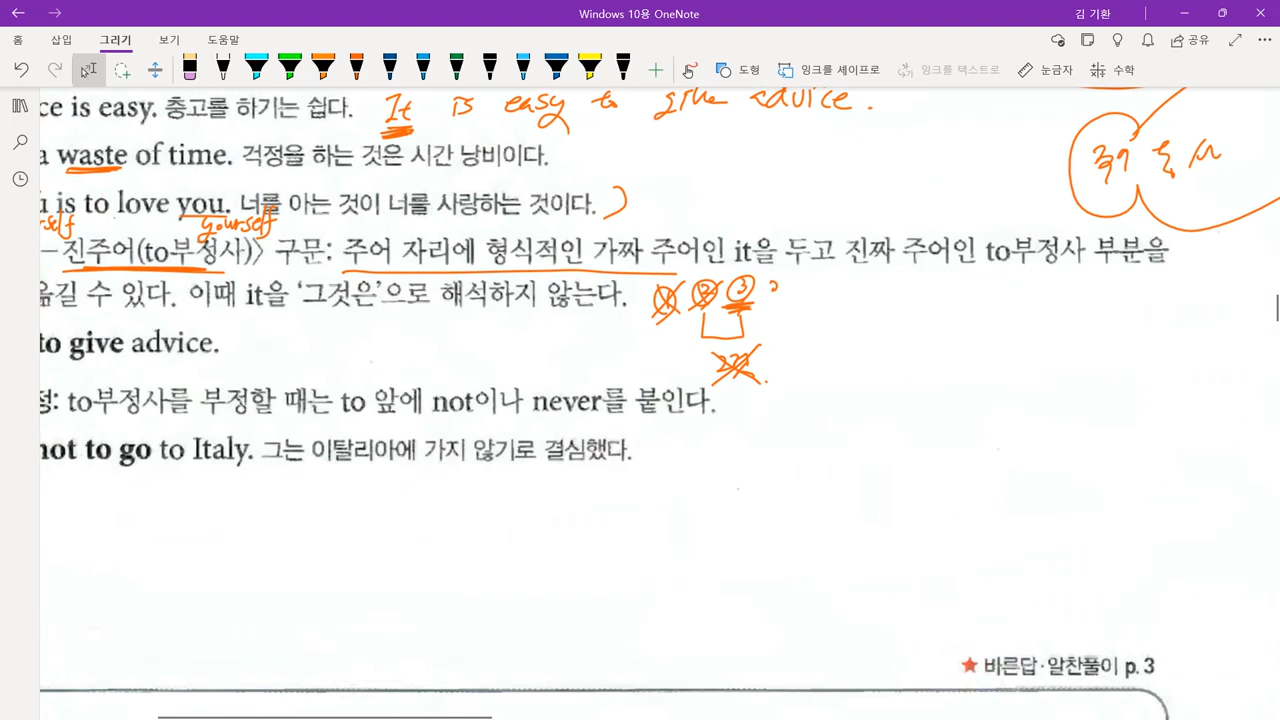 Windows 10용 OneNote
김 기환
홈 삽입 그리기 보기 도움말
공유
도형 잉크를 셰이프로 잉크를 텍스트로 눈금자 수학
ce is easy. 충고를 하기는 쉽다. It is easy to give advice.
a waste of time. 걱정을 하는 것은 시간 낭비이다.
is to love you. 너를 아는 것이 너를 사랑하는 것이다.
rself yourself
–진주어(to부정사)〉 구문: 주어 자리에 형식적인 가짜 주어인 it을 두고 진짜 주어인 to부정사 부분을
옮길 수 있다. 이때 it을 ‘그것은’으로 해석하지 않는다. ① ② ③
to give advice.
정: to부정사를 부정할 때는 to 앞에 not이나 never를 붙인다.
not to go to Italy. 그는 이탈리아에 가지 않기로 결심했다.
★ 바른답·알찬풀이 p. 3